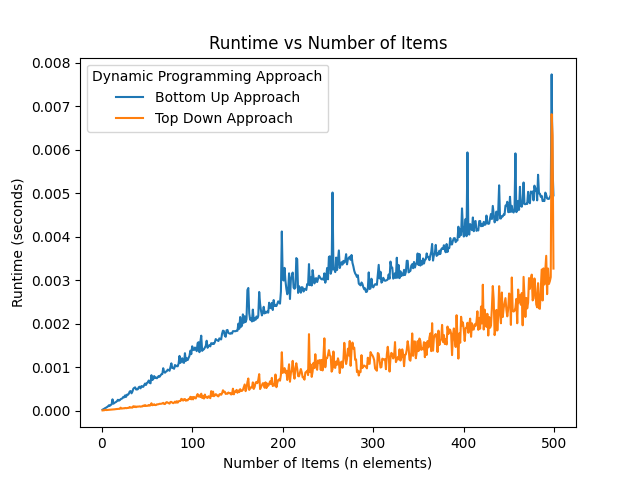 Runtime vs Number of Items
0.008
0.007
0.006
0.005
0.004
0.003
0.002
0.001
0.000
Runtime (seconds)
Dynamic Programming Approach
Bottom Up Approach
Top Down Approach
0 100 200 300 400 500
Number of Items (n elements)